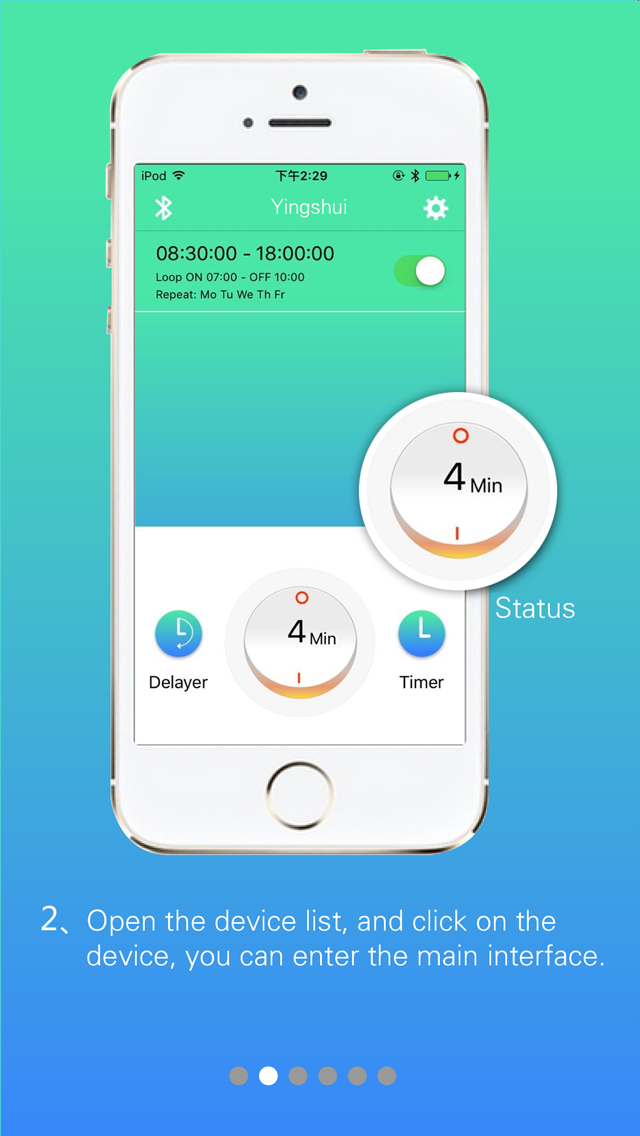 iPod 下午2:29
Yingshui
08:30:00 - 18:00:00
Loop ON 07:00 - OFF 10:00
Repeat: Mo Tu We Th Fr
4 Min
Status
4 Min
Delayer
Timer
2、Open the device list, and click on the
device, you can enter the main interface.